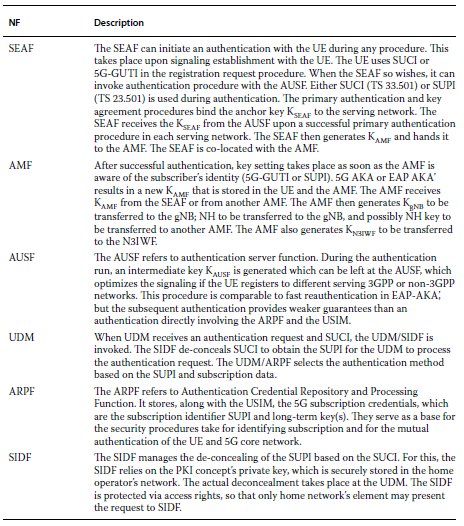 NF Description
SEAF The SEAF can initiate an authentication with the UE during any procedure. This
takes place upon signaling establishment with the UE. The UE uses SUCI or
5G-GUTI in the registration request procedure. When the SEAF so wishes, it can
invoke authentication procedure with the AUSF. Either SUCI (TS 33.501) or SUPI
(TS 23.501) is used during authentication. The primary authentication and key
agreement procedures bind the anchor key KSEAF to the serving network. The
SEAF receives the KSEAF from the AUSF upon a successful primary authentication
procedure in each serving network. The SEAF then generates KAMF and hands it
to the AMF. The SEAF is co-located with the AMF.
AMF After successful authentication, key setting takes place as soon as the AMF is
aware of the subscriber's identity (5G-GUTI or SUPI). 5G AKA or EAP AKA′
results in a new KAMF that is stored in the UE and the AMF. The AMF receives
KAMF from the SEAF or from another AMF. The AMF then generates KgNB to be
transferred to the gNB; NH to be transferred to the gNB, and possibly NH key to
be transferred to another AMF. The AMF also generates KN3IWF to be transferred
to the N3IWF.
AUSF The AUSF refers to authentication server function. During the authentication
run, an intermediate key KAUSF is generated which can be left at the AUSF, which
optimizes the signaling if the UE registers to different serving 3GPP or non-3GPP
networks. This procedure is comparable to fast reauthentication in EAP-AKA′,
but the subsequent authentication provides weaker guarantees than an
authentication directly involving the ARPF and the USIM.
UDM When UDM receives an authentication request and SUCI, the UDM/SIDF is
invoked. The SIDF de-conceals SUCI to obtain the SUPI for the UDM to process
the authentication request. The UDM/ARPF selects the authentication method
based on the SUPI and subscription data.
ARPF The ARPF refers to Authentication Credential Repository and Processing
Function. It stores, along with the USIM, the 5G subscription credentials, which
are the subscription identifier SUPI and long-term key(s). They serve as a base for
the security procedures take for identifying subscription and for the mutual
authentication of the UE and 5G core network.
SIDF The SIDF manages the de-concealing of the SUPI based on the SUCI. For this, the
SIDF relies on the PKI concept's private key, which is securely stored in the home
operator's network. The actual deconcealment takes place at the UDM. The SIDF
is protected via access rights, so that only home network's element may present
the request to SIDF.